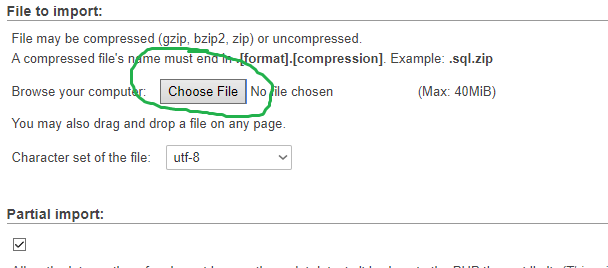 File to import:
File may be compressed (gzip, bzip2, zip) or uncompressed.
A compressed file's name must end in .[format].[compression]. Example: .sql.zip
Browse your computer: Choose File No file chosen (Max: 40MiB)
You may also drag and drop a file on any page.
Character set of the file: utf-8
Partial import: